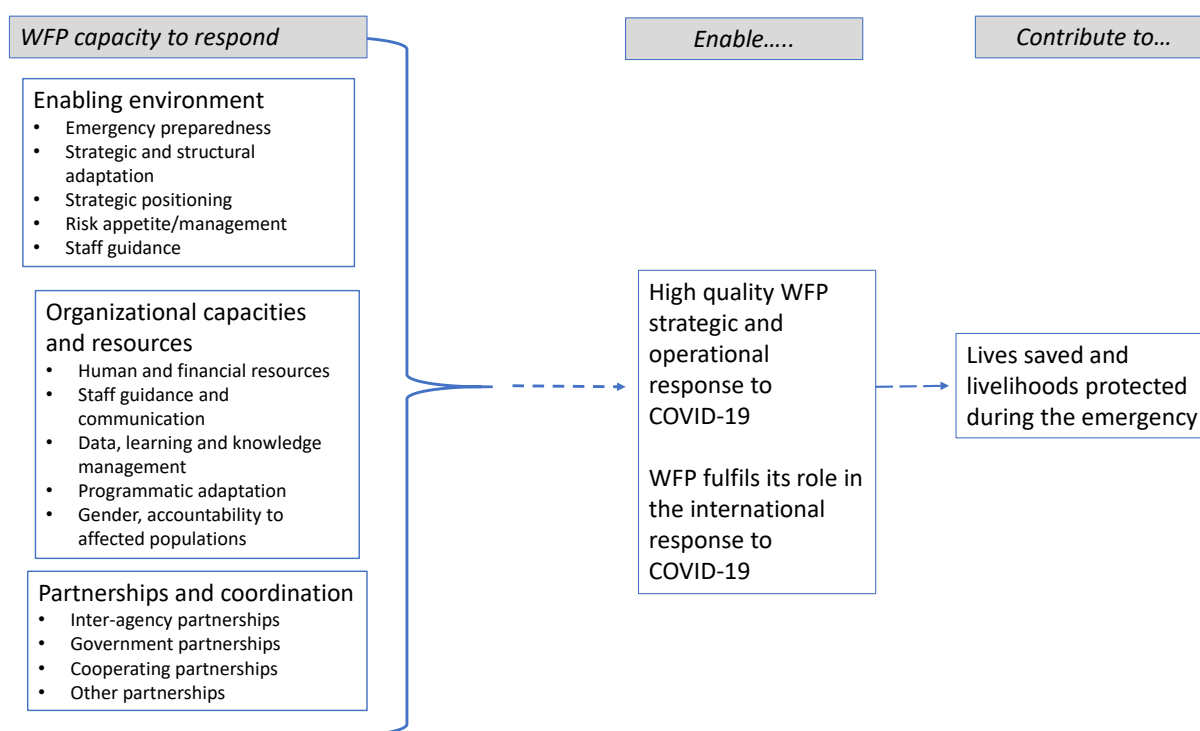 WFP capacity to respond
Enable.....
Contribute to...
Enabling environment
• Emergency preparedness
• Strategic and structural
adaptation
• Strategic positioning
• Risk appetite/management
• Staff guidance
Organizational capacities
and resources
• Human and financial resources
• Staff guidance and
communication
• Data, learning and knowledge
management
• Programmatic adaptation
• Gender, accountability to
affected populations
Partnerships and coordination
• Inter-agency partnerships
• Government partnerships
• Cooperating partnerships
• Other partnerships
High quality WFP
strategic and
operational
response to
COVID-19
WFP fulfils its role in
the international
response to
COVID-19
Lives saved and
livelihoods protected
during the emergency